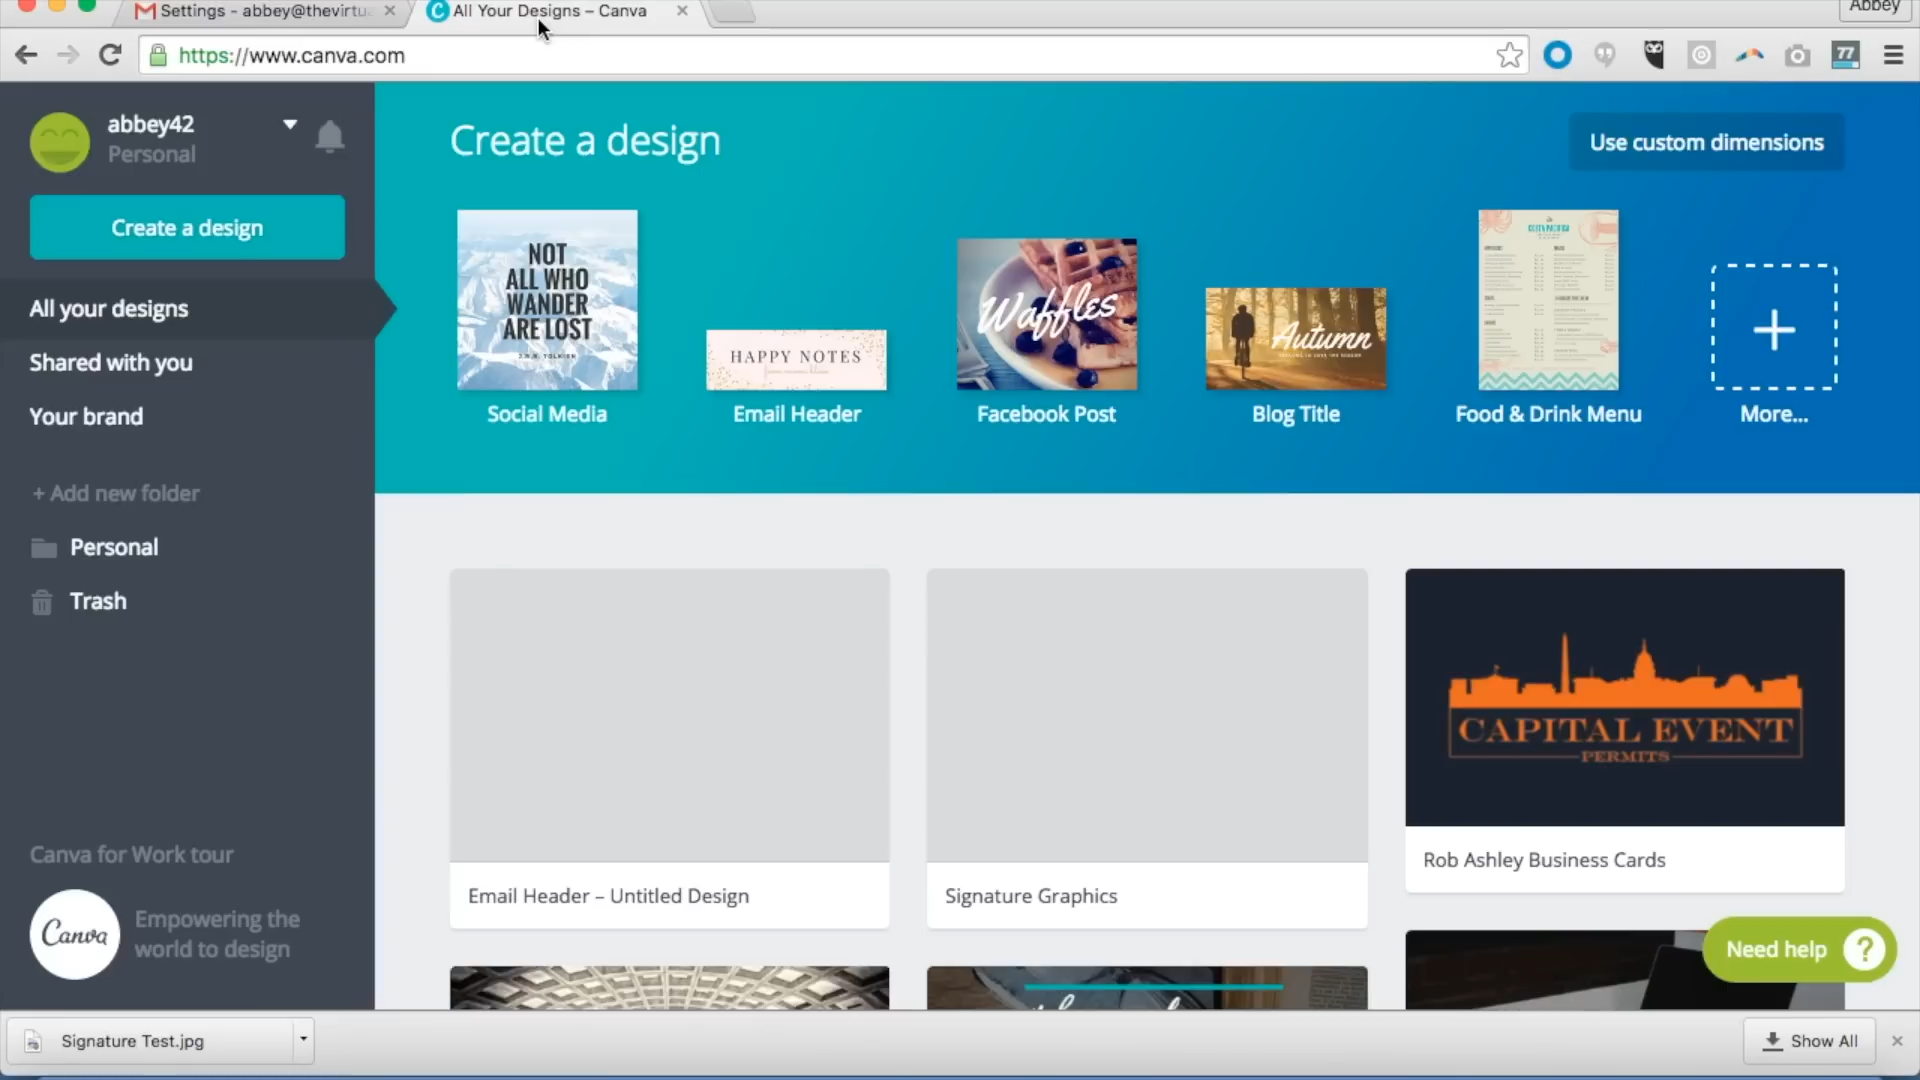 Settings - abbey@thevirtu
All Your Designs – Canva
Abbey
https://www.canva.com
77
abbey42
Personal
Create a design
All your designs
Shared with you
Your brand
+ Add new folder
Personal
Trash
Canva for Work tour
Canva
Empowering the
world to design
Create a design
Use custom dimensions
NOT
ALL WHO
WANDER
ARE LOST
J.R.R. TOLKIEN
HAPPY NOTES
Waffles
Autumn
Social Media
Email Header
Facebook Post
Blog Title
Food & Drink Menu
More...
CAPITAL EVENT
PERMITS
Email Header – Untitled Design
Signature Graphics
Rob Ashley Business Cards
Need help ?
Signature Test.jpg
Show All